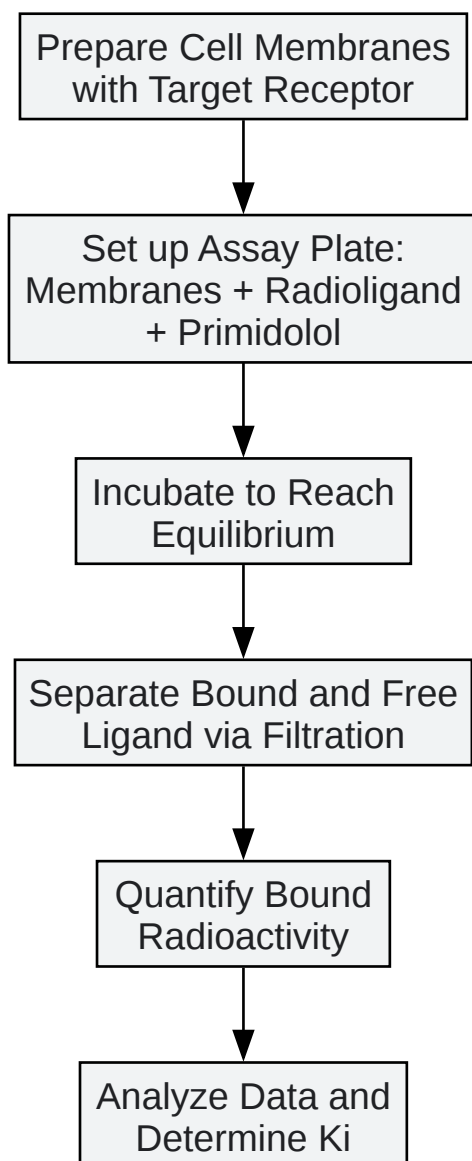 Prepare Cell Membranes
with Target Receptor
Set up Assay Plate:
Membranes + Radioligand
+ Primidolol
Incubate to Reach
Equilibrium
Separate Bound and Free
Ligand via Filtration
Quantify Bound
Radioactivity
Analyze Data and
Determine Ki